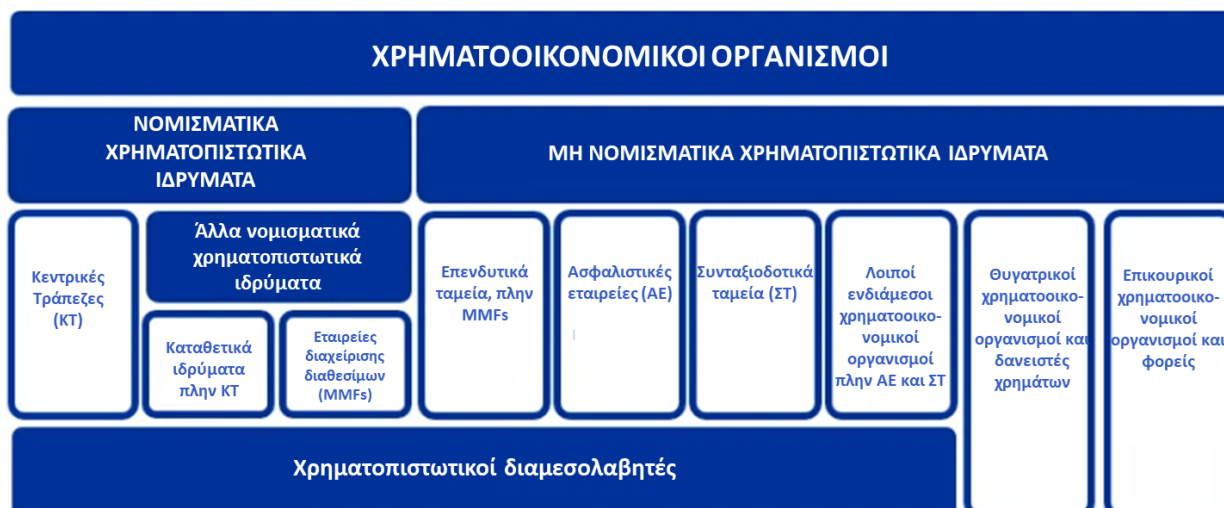 ΧΡΗΜΑΤΟΟΙΚΟΝΟΜΙΚΟΙ ΟΡΓΑΝΙΣΜΟΙ
ΝΟΜΙΣΜΑΤΙΚΑ
ΧΡΗΜΑΤΟΠΙΣΤΩΤΙΚΑ
ΙΔΡΥΜΑΤΑ
ΜΗ ΝΟΜΙΣΜΑΤΙΚΑ ΧΡΗΜΑΤΟΠΙΣΤΩΤΙΚΑ ΙΔΡΥΜΑΤΑ
Κεντρικές
Τράπεζες
(ΚΤ)
Άλλα νομισματικά
χρηματοπιστωτικά
ιδρύματα
Καταθετικά
ιδρύματα
πλην ΚΤ
Εταιρείες
διαχείρισης
διαθεσίμων
(MMFs)
Επενδυτικά
ταμεία, πλην
MMFs
Ασφαλιστικές
εταιρείες (ΑΕ)
Συνταξιοδοτικά
ταμεία (ΣΤ)
Λοιποί
ενδιάμεσοι
χρηματοοικο-
νομικοί
οργανισμοί
πλην ΑΕ και ΣΤ
Θυγατρικοί
χρηματοοικο-
νομικοί
οργανισμοί και
δανειστές
χρημάτων
Επικουρικοί
χρηματοοικο-
νομικοί
οργανισμοί και
φορείς
Χρηματοπιστωτικοί διαμεσολαβητές